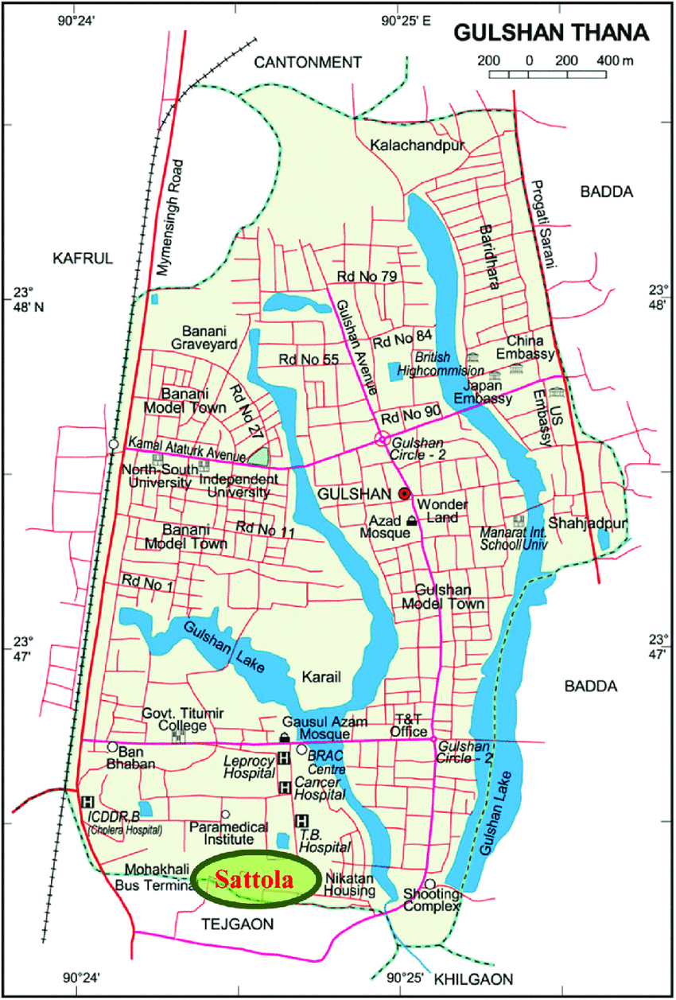 90°24'
90°25' E
GULSHAN THANA
200 0 200 400 m
CANTONMENT
Kalachandpur
BADDA
Mymensingh Road
Progati Sarani
KAFRUL
Baridhara
23°
48' N
23°
48'
Rd No 79
Gulshan Avenue
Banani
Graveyard
Rd No 84
Rd No 55
British
Highcommision
China
Embassy
Japan
Embassy
US
Embassy
Banani
Model Town
Rd No 27
Rd No 90
Kamal Ataturk Avenue
Gulshan
Circle - 2
North-South
University
Independent
University
GULSHAN
Wonder
Land
Azad
Mosque
Manarat Int.
School/Univ
Shahjadpur
Banani
Model Town
Rd No 11
Rd No 1
Gulshan
Model Town
23°
47'
23°
47'
Gulshan Lake
Karail
BADDA
Govt. Titumir
College
Gausul Azam
Mosque
T&T
Office
Ban
Bhaban
Leprocy
Hospital
BRAC
Centre
Gulshan
Circle - 2
Cancer
Hospital
Gulshan Lake
ICDDR.B
(Cholera Hospital)
Paramedical
Institute
T.B.
Hospital
Mohakhali
Bus Termina
Sattola
Nikatan
Housing
Shooting
Complex
TEJGAON
KHILGAON
90°24'
90°25'
H
H
H
H